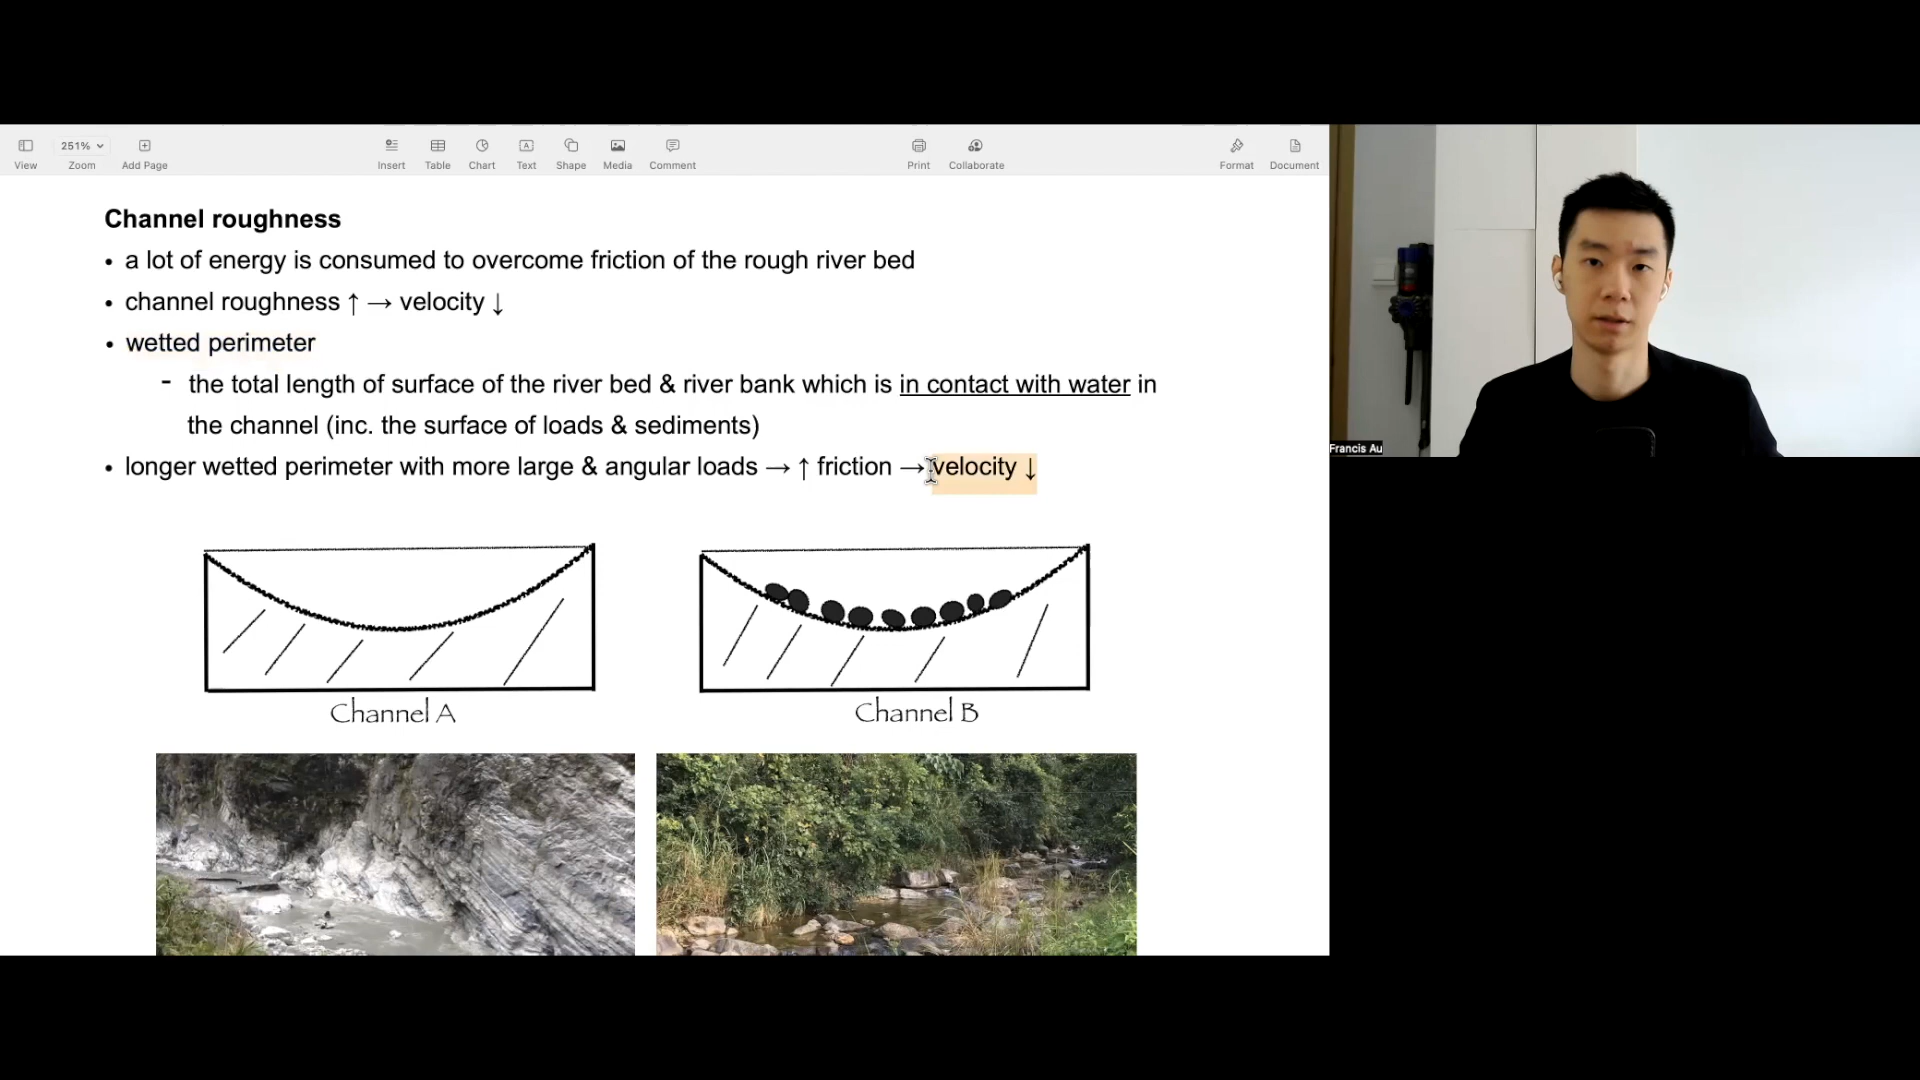 251%
View
Zoom
Add Page
Insert
Table
Chart
Text
Shape
Media
Comment
Print
Collaborate
Format
Document
Channel roughness
• a lot of energy is consumed to overcome friction of the rough river bed
• channel roughness ↑ → velocity ↓
• wetted perimeter
- the total length of surface of the river bed & river bank which is in contact with water in
the channel (inc. the surface of loads & sediments)
• longer wetted perimeter with more large & angular loads → ↑ friction → velocity ↓
Channel A
Channel B
Francis Au